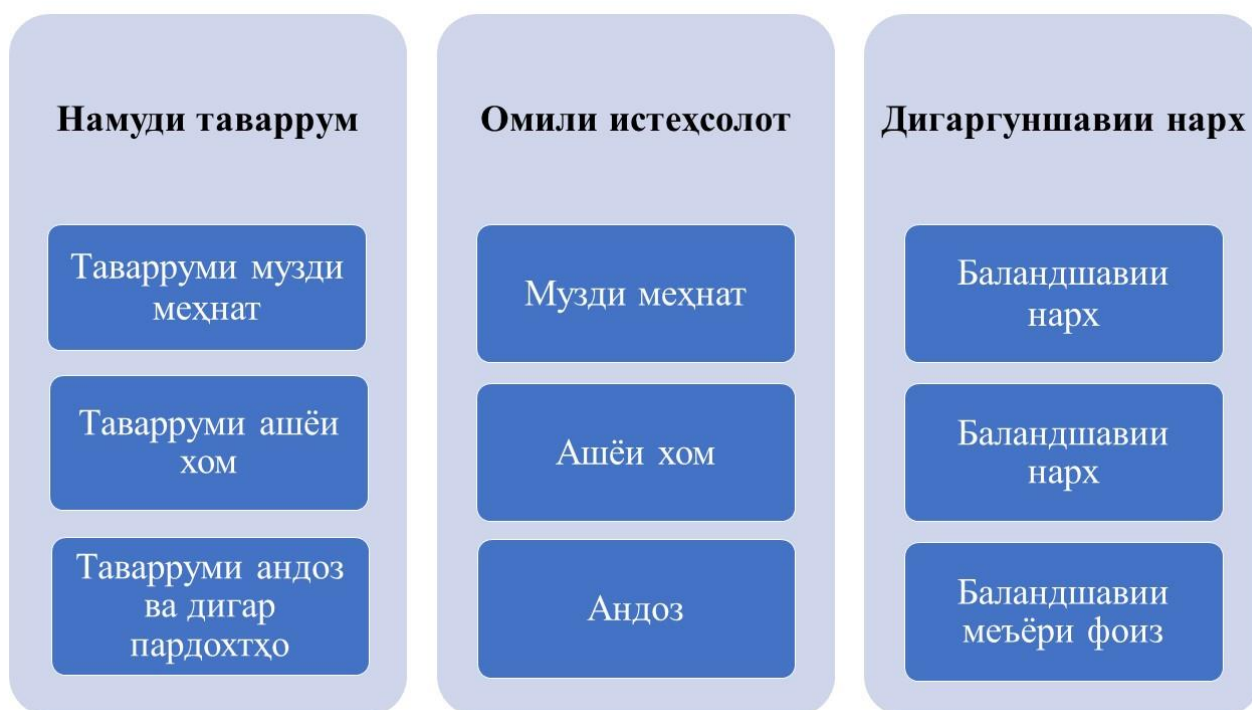 Намуди таваррум
Таварруми музди
меҳнат
Таварруми ашёи
хом
Таварруми андоз
ва дигар
пардохтҳо
Омили истеҳсолот
Музди меҳнат
Ашёи хом
Андоз
Дигаргуншавии нарх
Баландшавии
нарх
Баландшавии
нарх
Баландшавии
меъёри фоиз